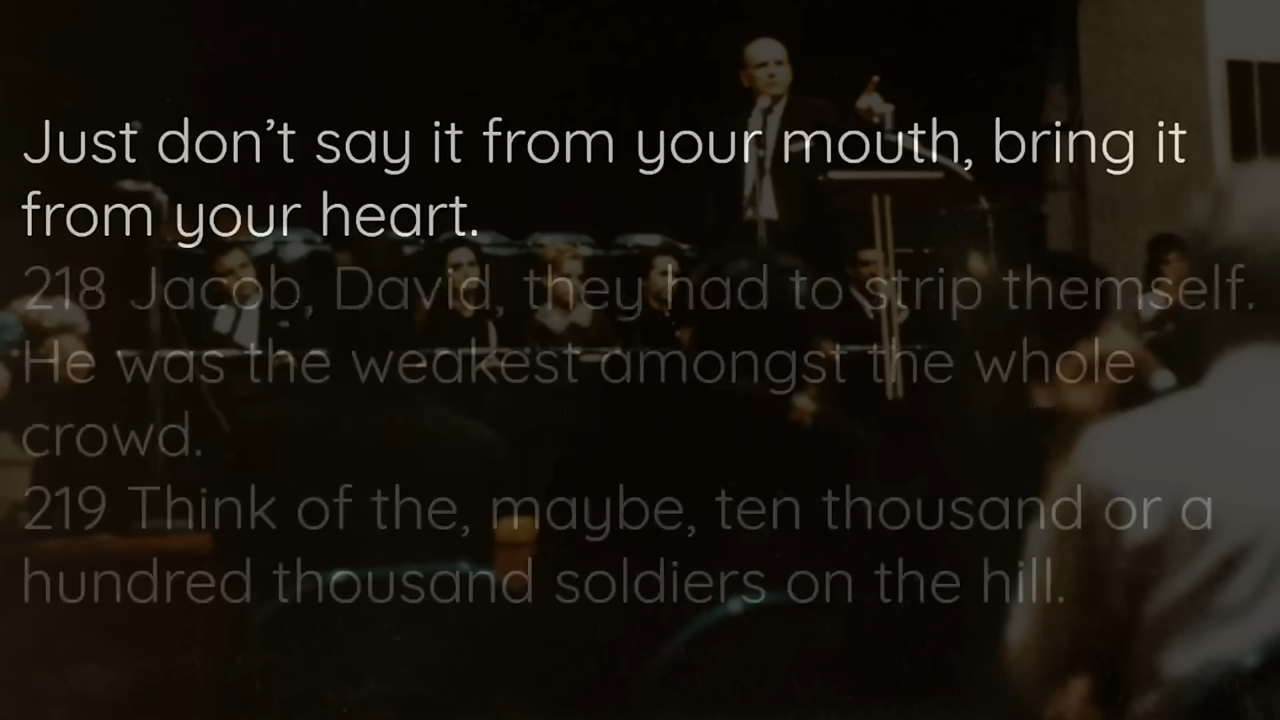 Just don’t say it from your mouth, bring it
from your heart.
218 Jacob, David, they had to strip themself.
He was the weakest amongst the whole
crowd.
219 Think of the, maybe, ten thousand or a
hundred thousand soldiers on the hill.